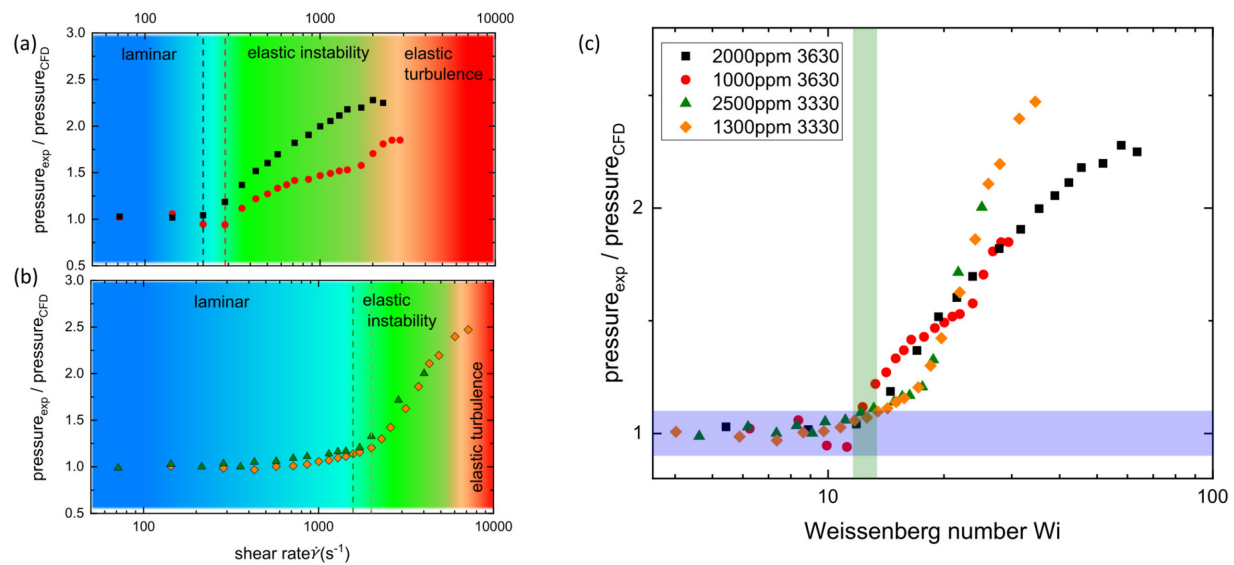 100 1000 10000
(a)
3.0
2.5
2.0
1.5
1.0
0.5
pressure_exp / pressure_CFD
laminar
elastic instability
elastic
turbulence
(b)
3.0
2.5
2.0
1.5
1.0
0.5
pressure_exp / pressure_CFD
laminar
elastic
instability
elastic turbulence
100 1000 10000
shear rateγ̇(s⁻¹)
(c)
2000ppm 3630
1000ppm 3630
2500ppm 3330
1300ppm 3330
2
1
pressure_exp / pressure_CFD
10 100
Weissenberg number Wi